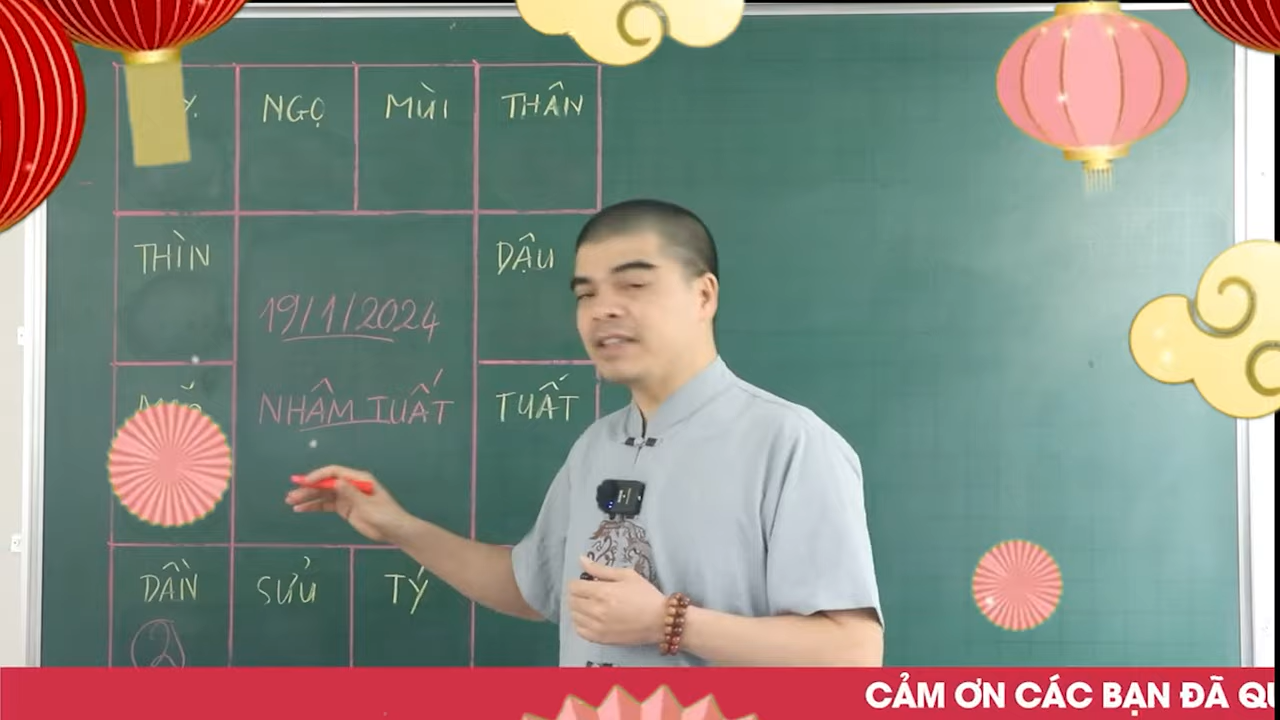 NGỌ MÙI THÂN
THÌN DẬU
19/1/2024
NHÂM TUẤT TUẤT
DẦN SỬU TÝ
2
CẢM ƠN CÁC BẠN ĐÃ